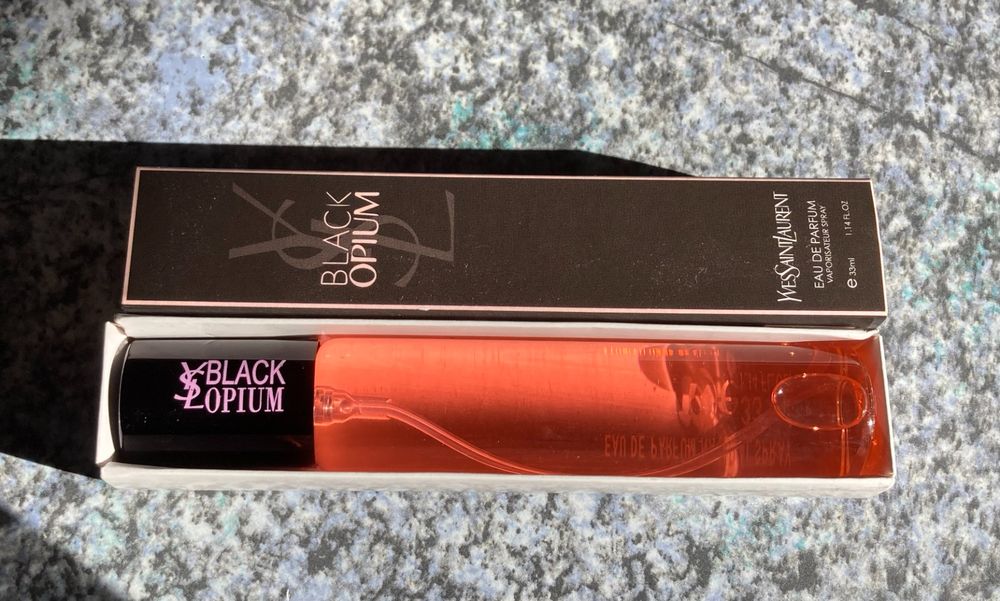 YSL
BLACK
OPIUM
YVESSAINTLAURENT
EAU DE PARFUM
VAPORISATEUR SPRAY
℮ 33ml
1.14 FL.OZ
YSL
BLACK
OPIUM
EAU DE PARFUM
SPRAY